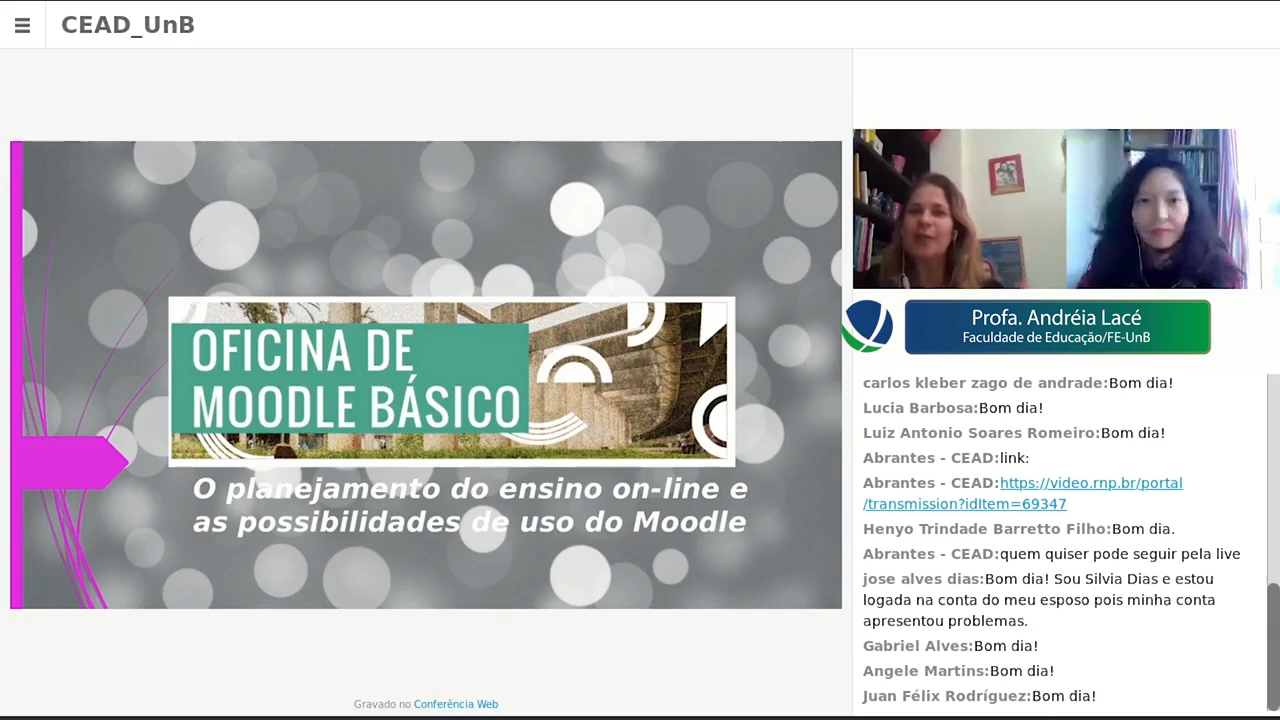 CEAD_UnB
OFICINA DE
MOODLE BÁSICO
O planejamento do ensino on-line e
as possibilidades de uso do Moodle
Gravado no Conferência Web
Profa. Andréia Lacé
Faculdade de Educação/FE-UnB
carlos kleber zago de andrade:Bom dia!
Lucia Barbosa:Bom dia!
Luiz Antonio Soares Romeiro:Bom dia!
Abrantes - CEAD:link:
Abrantes - CEAD:https://video.rnp.br/portal
/transmission?idItem=69347
Henyo Trindade Barretto Filho:Bom dia.
Abrantes - CEAD:quem quiser pode seguir pela live
jose alves dias:Bom dia! Sou Silvia Dias e estou
logada na conta do meu esposo pois minha conta
apresentou problemas.
Gabriel Alves:Bom dia!
Angele Martins:Bom dia!
Juan Félix Rodríguez:Bom dia!